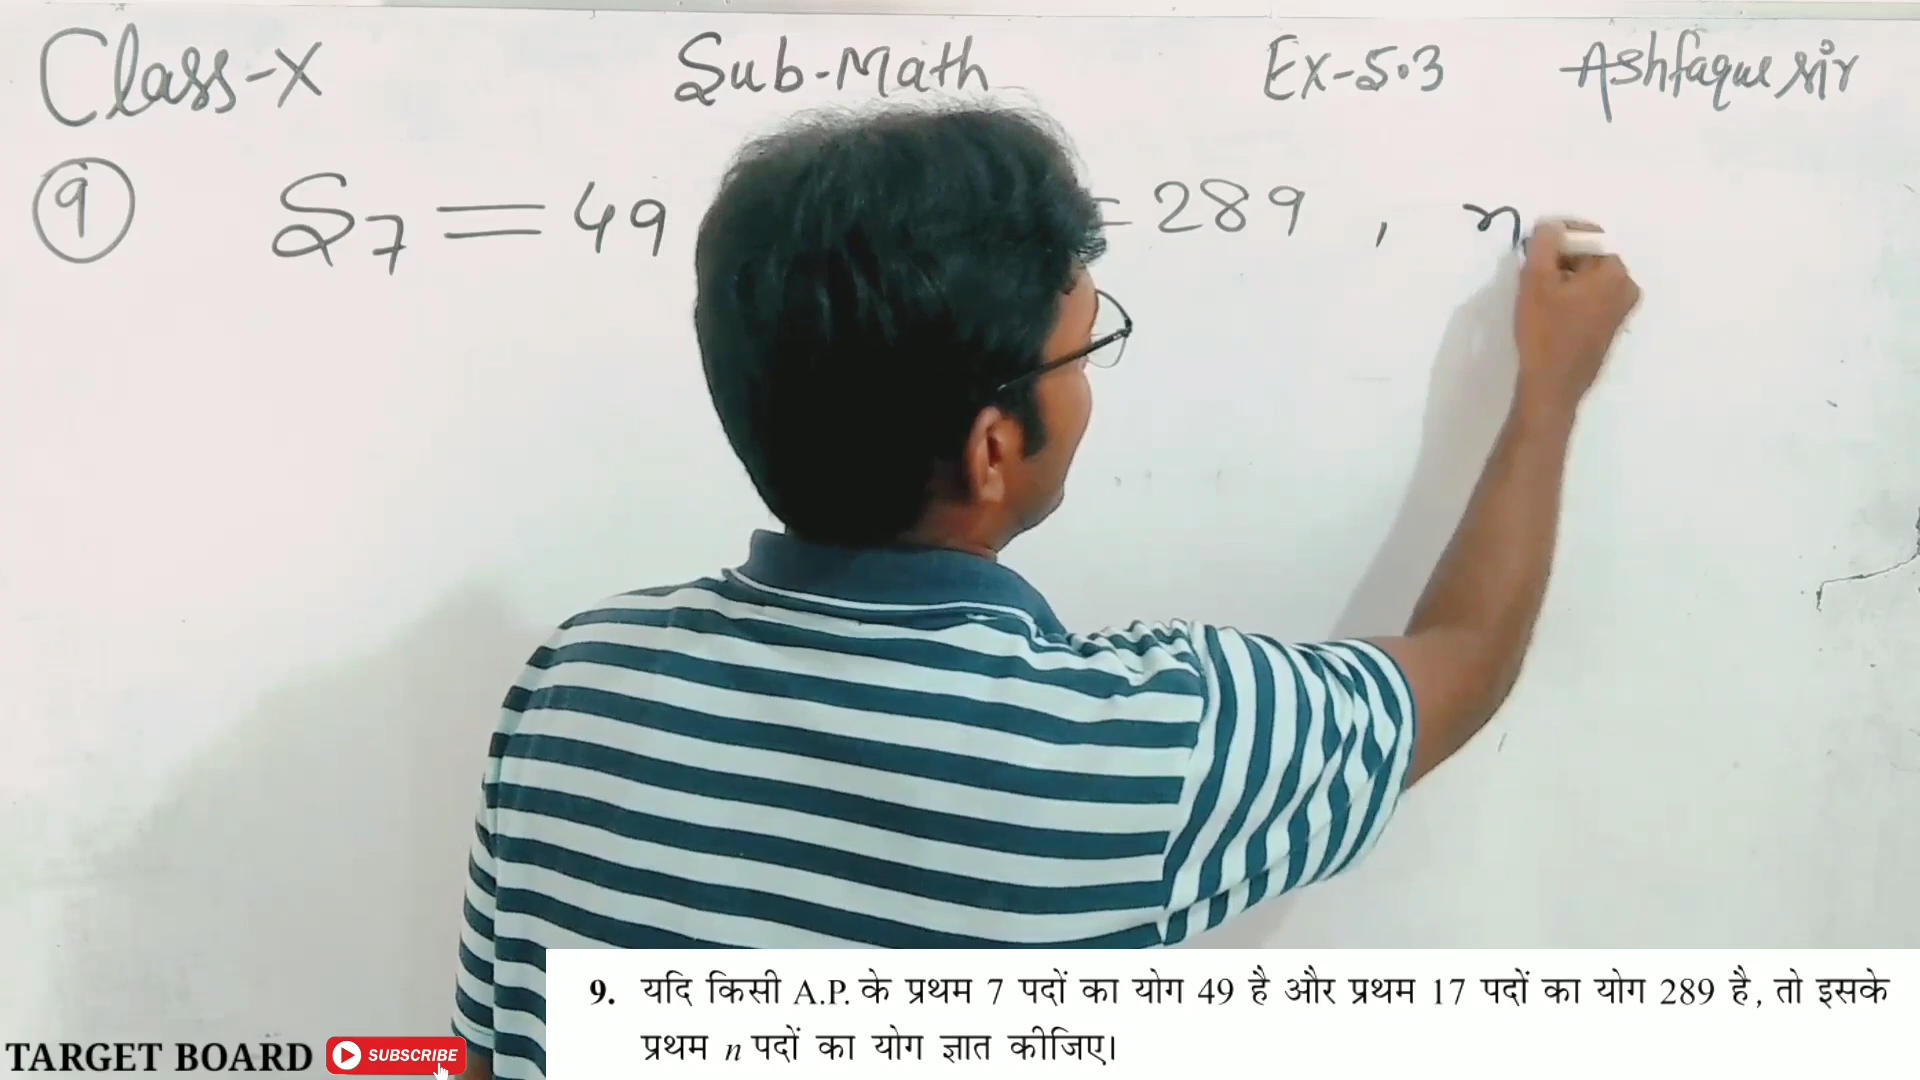 Class-X Sub-Math Ex-5.3 Ashfaque sir
9 S7 = 49 = 289 , n
9. यदि किसी A.P. के प्रथम 7 पदों का योग 49 है और प्रथम 17 पदों का योग 289 है, तो इसके
प्रथम n पदों का योग ज्ञात कीजिए।
TARGET BOARD SUBSCRIBE